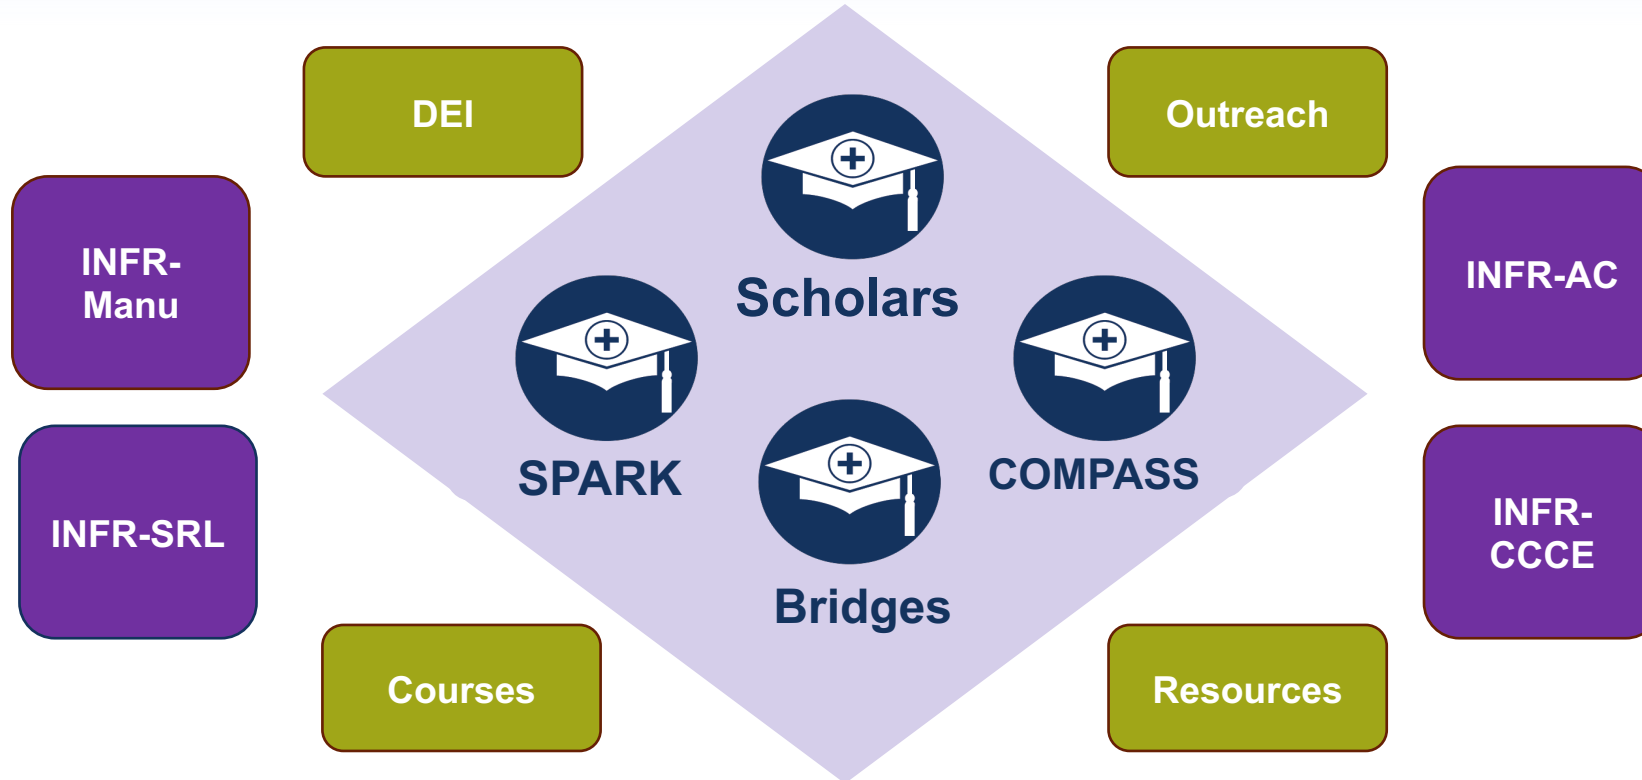 DEI
Outreach
INFR-
Manu
Scholars
INFR-AC
SPARK
COMPASS
INFR-SRL
INFR-
CCCE
Bridges
Courses
Resources